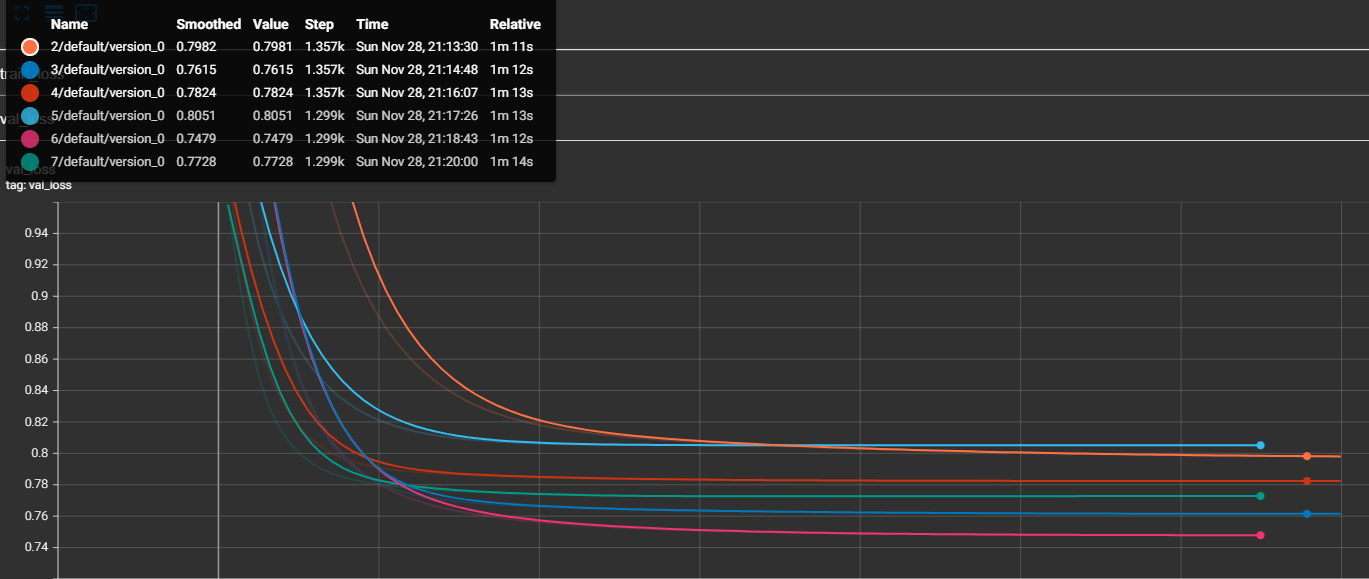 Name Smoothed Value Step Time Relative
2/default/version_0 0.7982 0.7981 1.357k Sun Nov 28, 21:13:30 1m 11s
3/default/version_0 0.7615 0.7615 1.357k Sun Nov 28, 21:14:48 1m 12s
4/default/version_0 0.7824 0.7824 1.357k Sun Nov 28, 21:16:07 1m 13s
5/default/version_0 0.8051 0.8051 1.299k Sun Nov 28, 21:17:26 1m 13s
6/default/version_0 0.7479 0.7479 1.299k Sun Nov 28, 21:18:43 1m 12s
7/default/version_0 0.7728 0.7728 1.299k Sun Nov 28, 21:20:00 1m 14s
val_loss
tag: val_loss
0.94
0.92
0.9
0.88
0.86
0.84
0.82
0.8
0.78
0.76
0.74